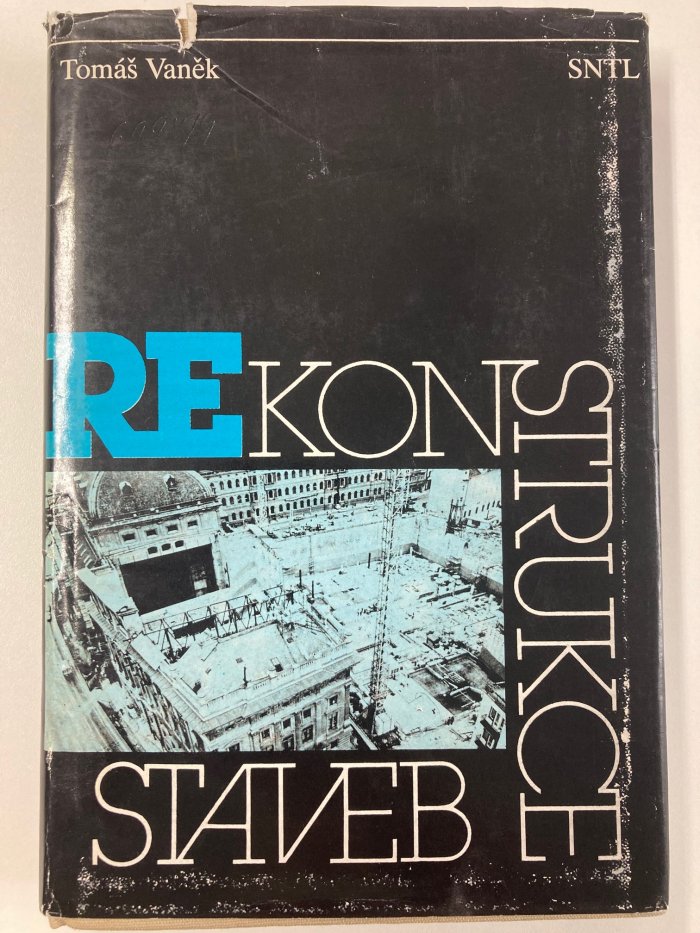 Tomáš Vaněk
SNTL
REKONSTRUKCE
STAVEB